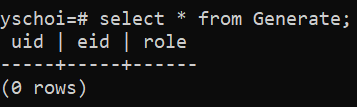 yschoi=# select * from Generate;
 uid | eid | role
-----+-----+------
(0 rows)